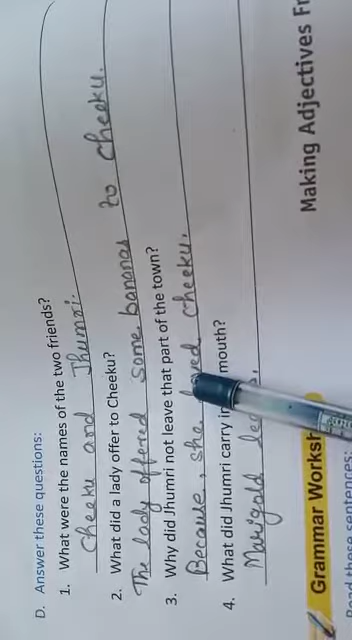 D. Answer these questions:
1. What were the names of the two friends?
Cheeku and Jhumri.
2. What did a lady offer to Cheeku?
The lady offered some bananas to cheeku.
3. Why did Jhumri not leave that part of the town?
Because, she loved cheeku.
4. What did Jhumri carry in mouth?
Marigold
Grammar Worksh
Making Adjectives Fr
Read these sentences: